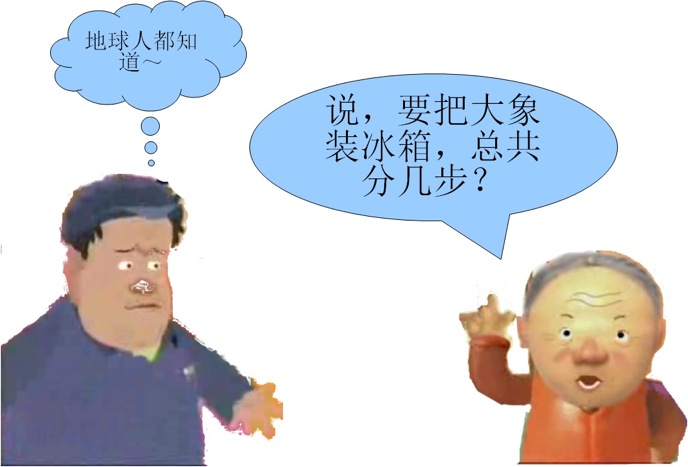 地球人都知
道～
说，要把大象
装冰箱，总共
分几步？